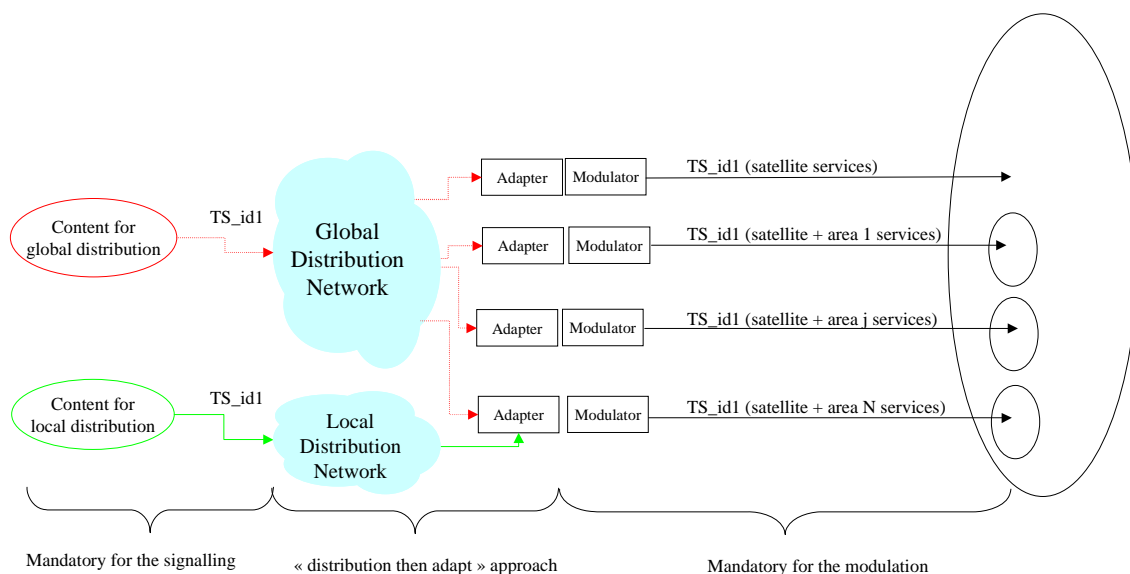 TS_id1 (satellite services)
Adapter
Modulator
TS_id1
Content for
global distribution
Global
Distribution
Network
Adapter
Modulator
TS_id1 (satellite + area 1 services)
Adapter
Modulator
TS_id1 (satellite + area j services)
Content for
local distribution
TS_id1
Local
Distribution
Network
Adapter
Modulator
TS_id1 (satellite + area N services)
Mandatory for the signalling
« distribution then adapt » approach
Mandatory for the modulation